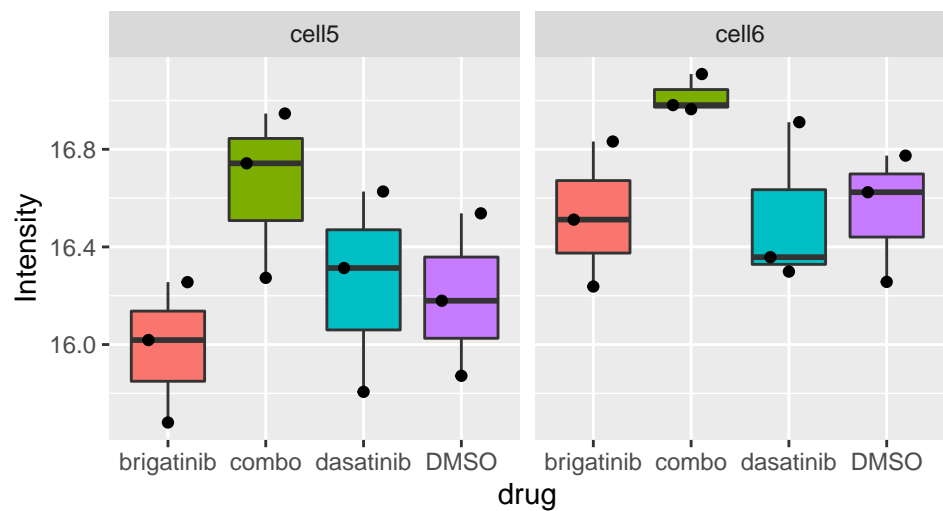 cell5 cell6
Intensity
16.8
16.4
16.0
brigatinib combo dasatinib DMSO brigatinib combo dasatinib DMSO
drug